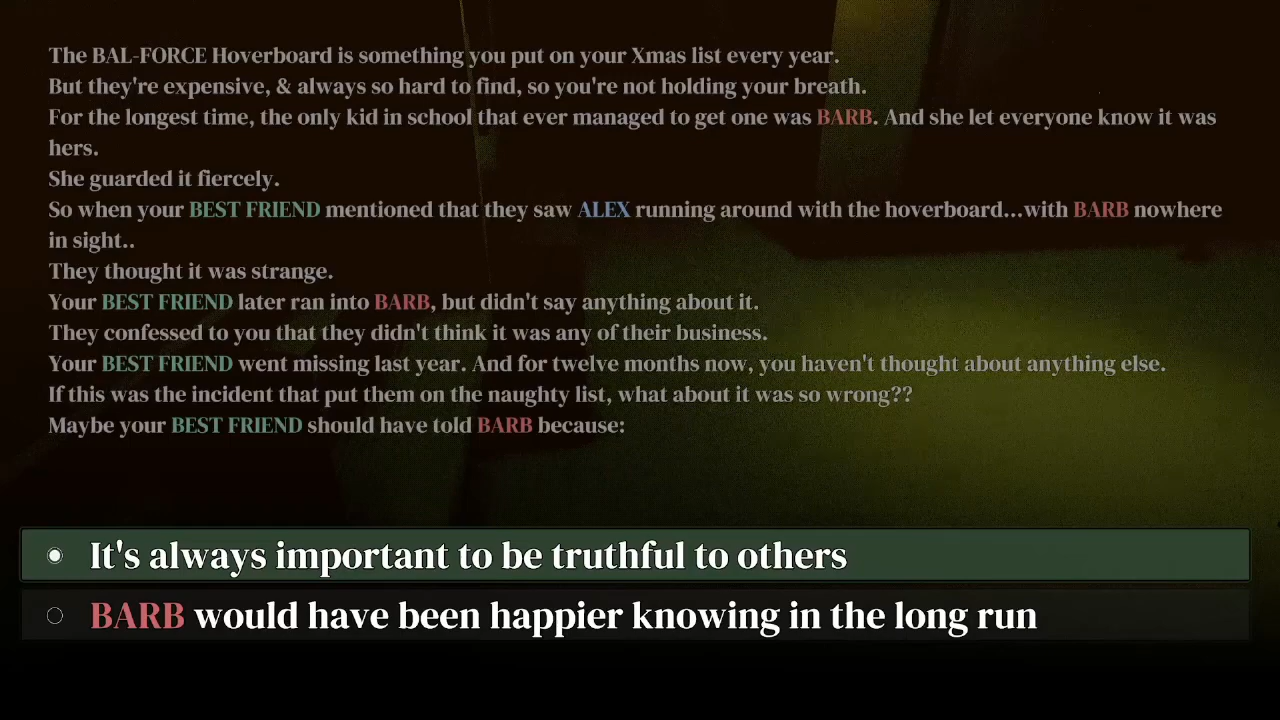 The BAL-FORCE Hoverboard is something you put on your Xmas list every year.
But they're expensive, & always so hard to find, so you're not holding your breath.
For the longest time, the only kid in school that ever managed to get one was BARB. And she let everyone know it was
hers.
She guarded it fiercely.
So when your BEST FRIEND mentioned that they saw ALEX running around with the hoverboard...with BARB nowhere
in sight..
They thought it was strange.
Your BEST FRIEND later ran into BARB, but didn't say anything about it.
They confessed to you that they didn't think it was any of their business.
Your BEST FRIEND went missing last year. And for twelve months now, you haven't thought about anything else.
If this was the incident that put them on the naughty list, what about it was so wrong??
Maybe your BEST FRIEND should have told BARB because:
It's always important to be truthful to others
BARB would have been happier knowing in the long run